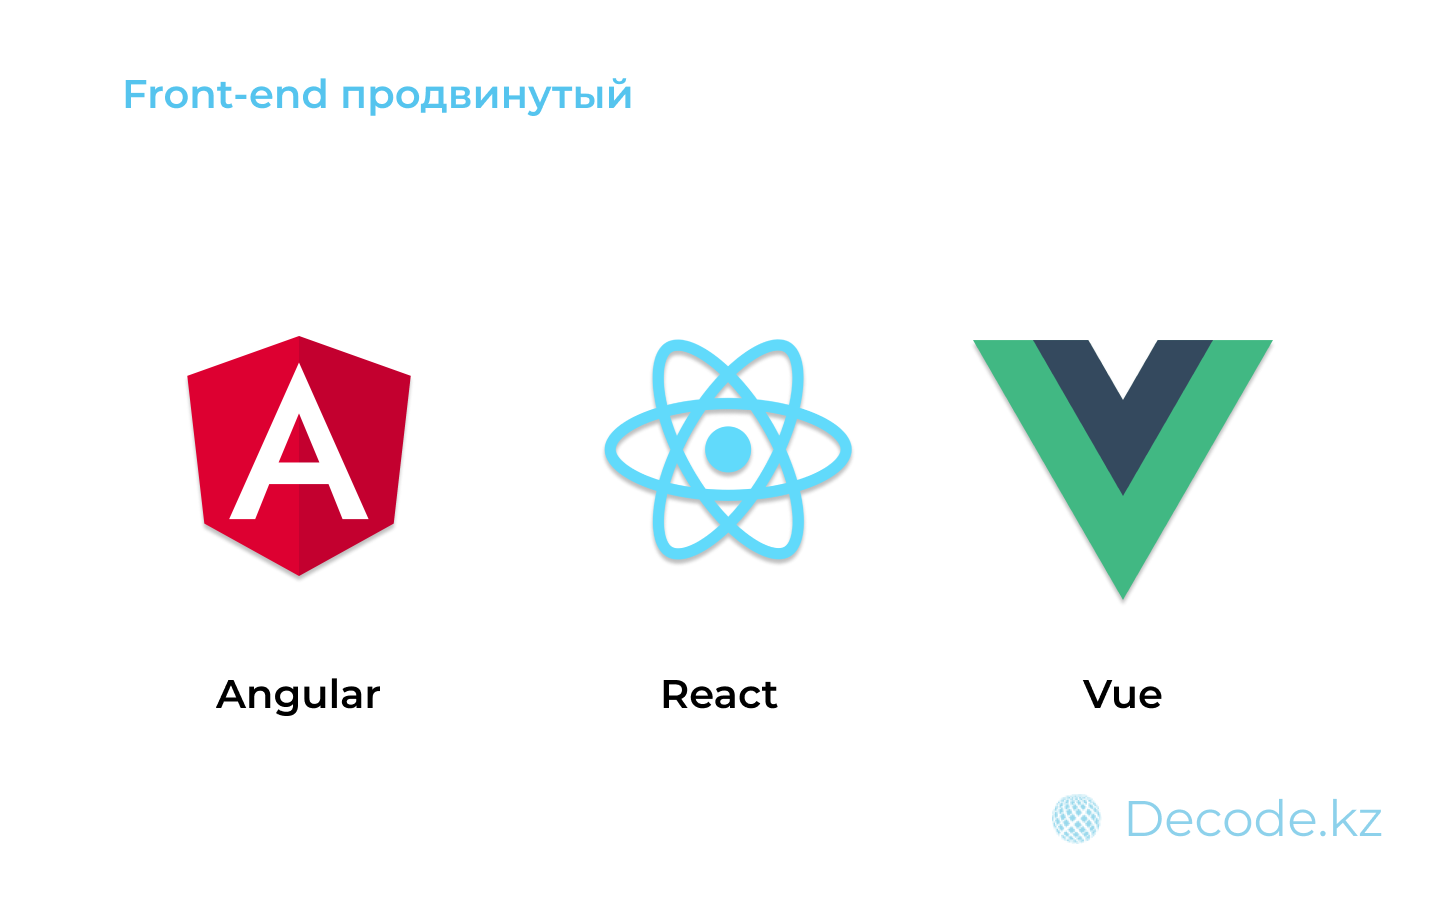 Front-end продвинутый
Angular
React
Vue
Decode.kz